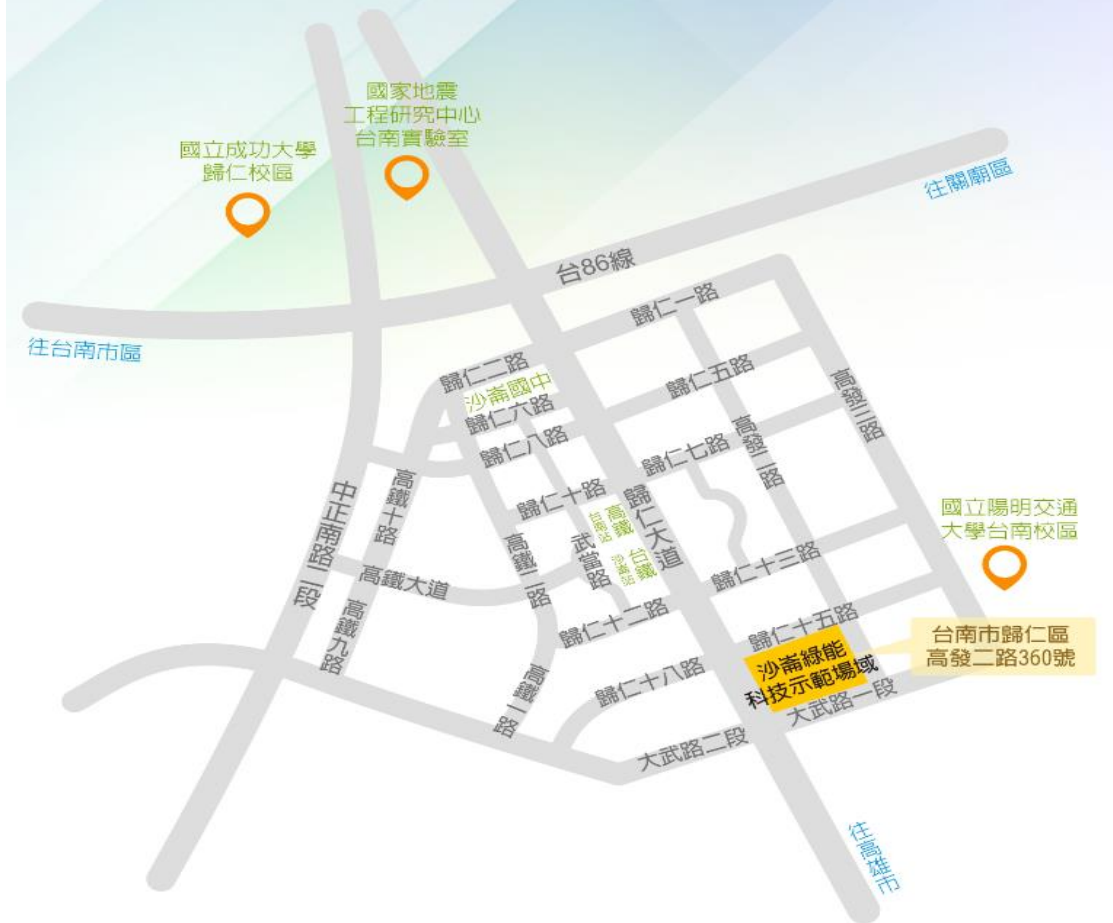 國家地震
工程研究中心
台南實驗室
國立成功大學
歸仁校區
往關廟區
台86線
往台南市區
歸仁一路
歸仁二路
沙崙國中
歸仁五路
歸仁六路
高發三路
歸仁八路
高發二路
歸仁七路
高鐵十路
中正南路二段
歸仁十路
歸仁大道
高鐵
台南站
國立陽明交通
大學台南校區
高鐵二路
武當路
台鐵
沙崙站
高鐵大道
歸仁十三路
高鐵九路
歸仁十二路
歸仁十五路
台南市歸仁區
高發二路360號
沙崙綠能
科技示範場域
高鐵一路
歸仁十八路
大武路一段
大武路二段
往高雄市